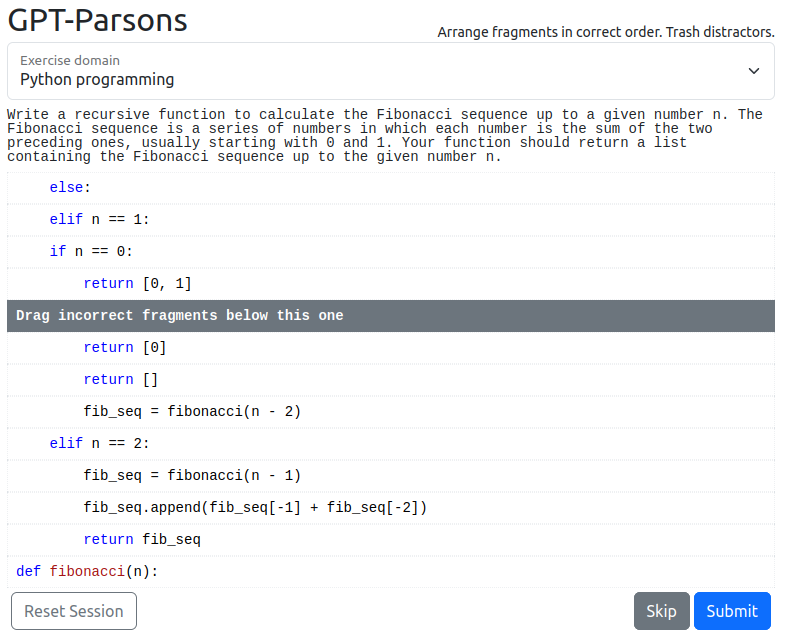 GPT-Parsons
Arrange fragments in correct order. Trash distractors.
Exercise domain
Python programming
Write a recursive function to calculate the Fibonacci sequence up to a given number n. The
Fibonacci sequence is a series of numbers in which each number is the sum of the two
preceding ones, usually starting with 0 and 1. Your function should return a list
containing the Fibonacci sequence up to the given number n.
    else:
    elif n == 1:
    if n == 0:
        return [0, 1]
Drag incorrect fragments below this one
        return [0]
        return []
        fib_seq = fibonacci(n - 2)
    elif n == 2:
        fib_seq = fibonacci(n - 1)
        fib_seq.append(fib_seq[-1] + fib_seq[-2])
        return fib_seq
def fibonacci(n):
Reset Session
Skip
Submit